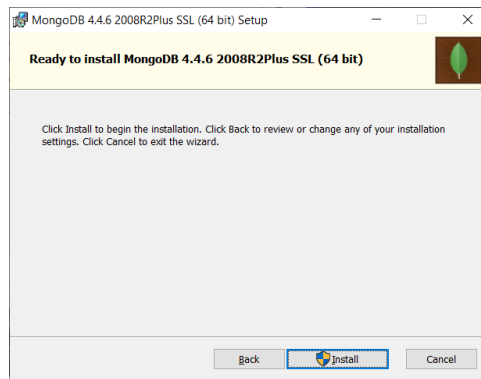 MongoDB 4.4.6 2008R2Plus SSL (64 bit) Setup
Ready to install MongoDB 4.4.6 2008R2Plus SSL (64 bit)
Click Install to begin the installation. Click Back to review or change any of your installation
settings. Click Cancel to exit the wizard.
Back Install Cancel